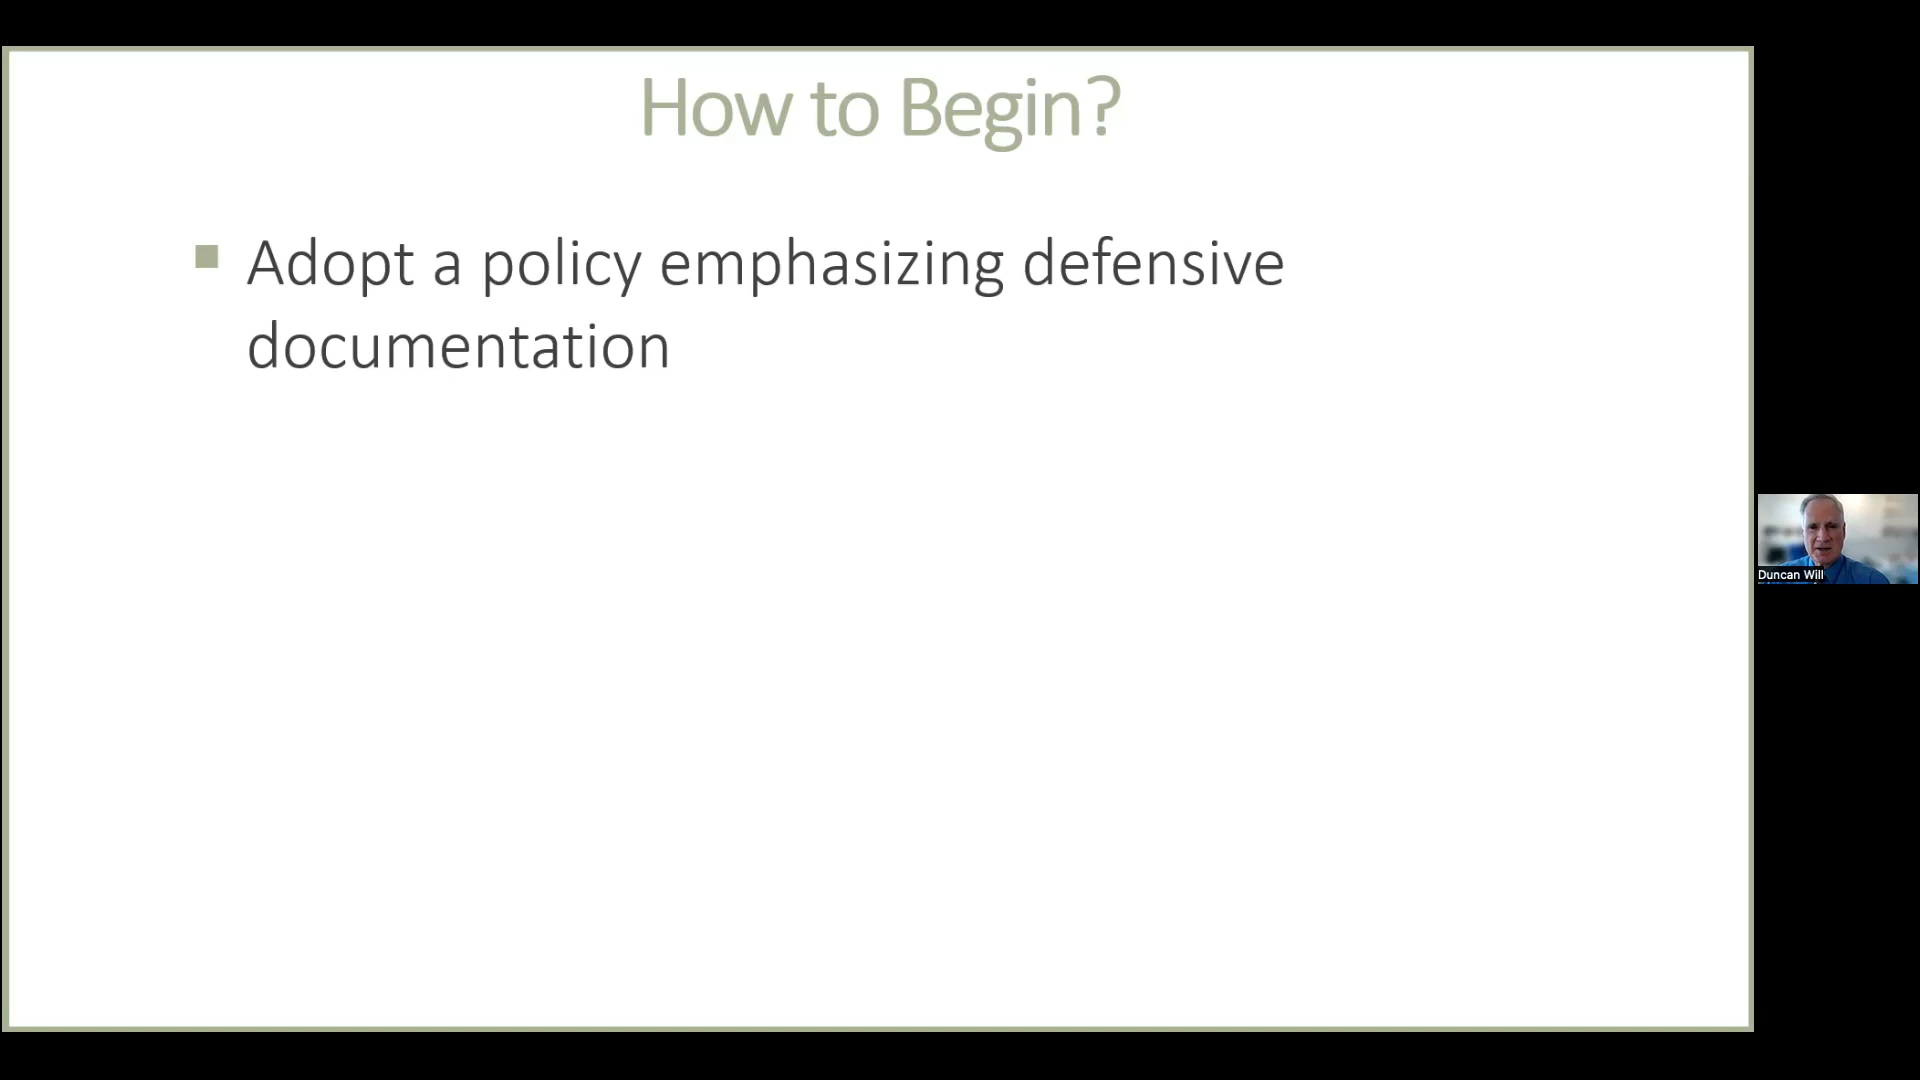 How to Begin?
Adopt a policy emphasizing defensive
documentation
Duncan Will